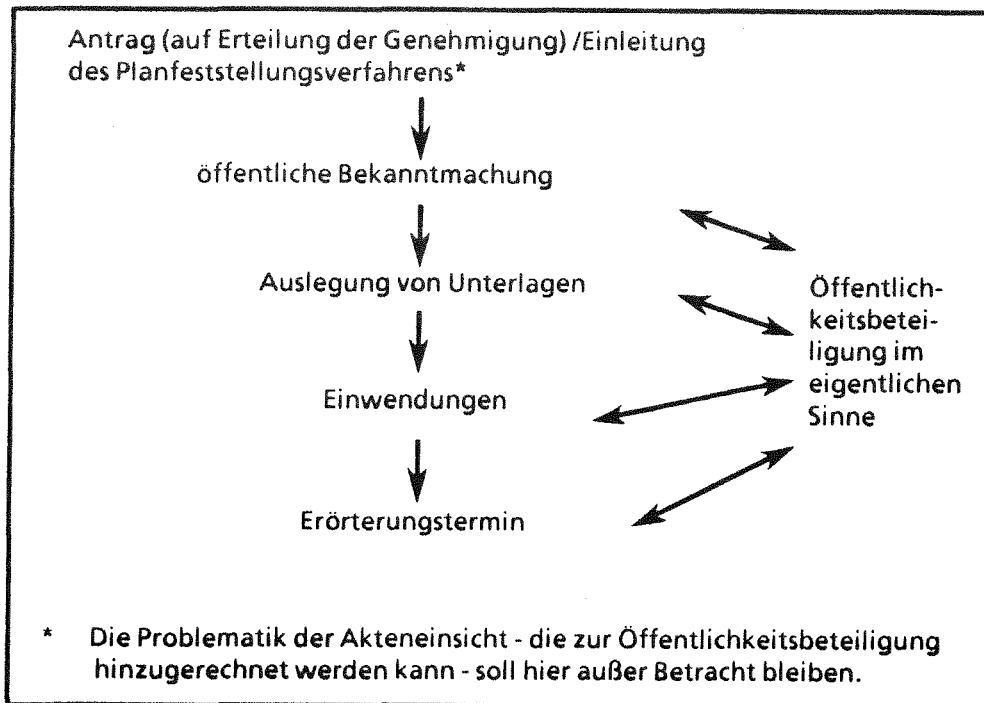 Antrag (auf Erteilung der Genehmigung) /Einleitung
des Planfeststellungsverfahrens*
öffentliche Bekanntmachung
Auslegung von Unterlagen
Einwendungen
Erörterungstermin
Öffentlich-
keitsbetei-
ligung im
eigentlichen
Sinne
* Die Problematik der Akteneinsicht - die zur Öffentlichkeitsbeteiligung
hinzugerechnet werden kann - soll hier außer Betracht bleiben.